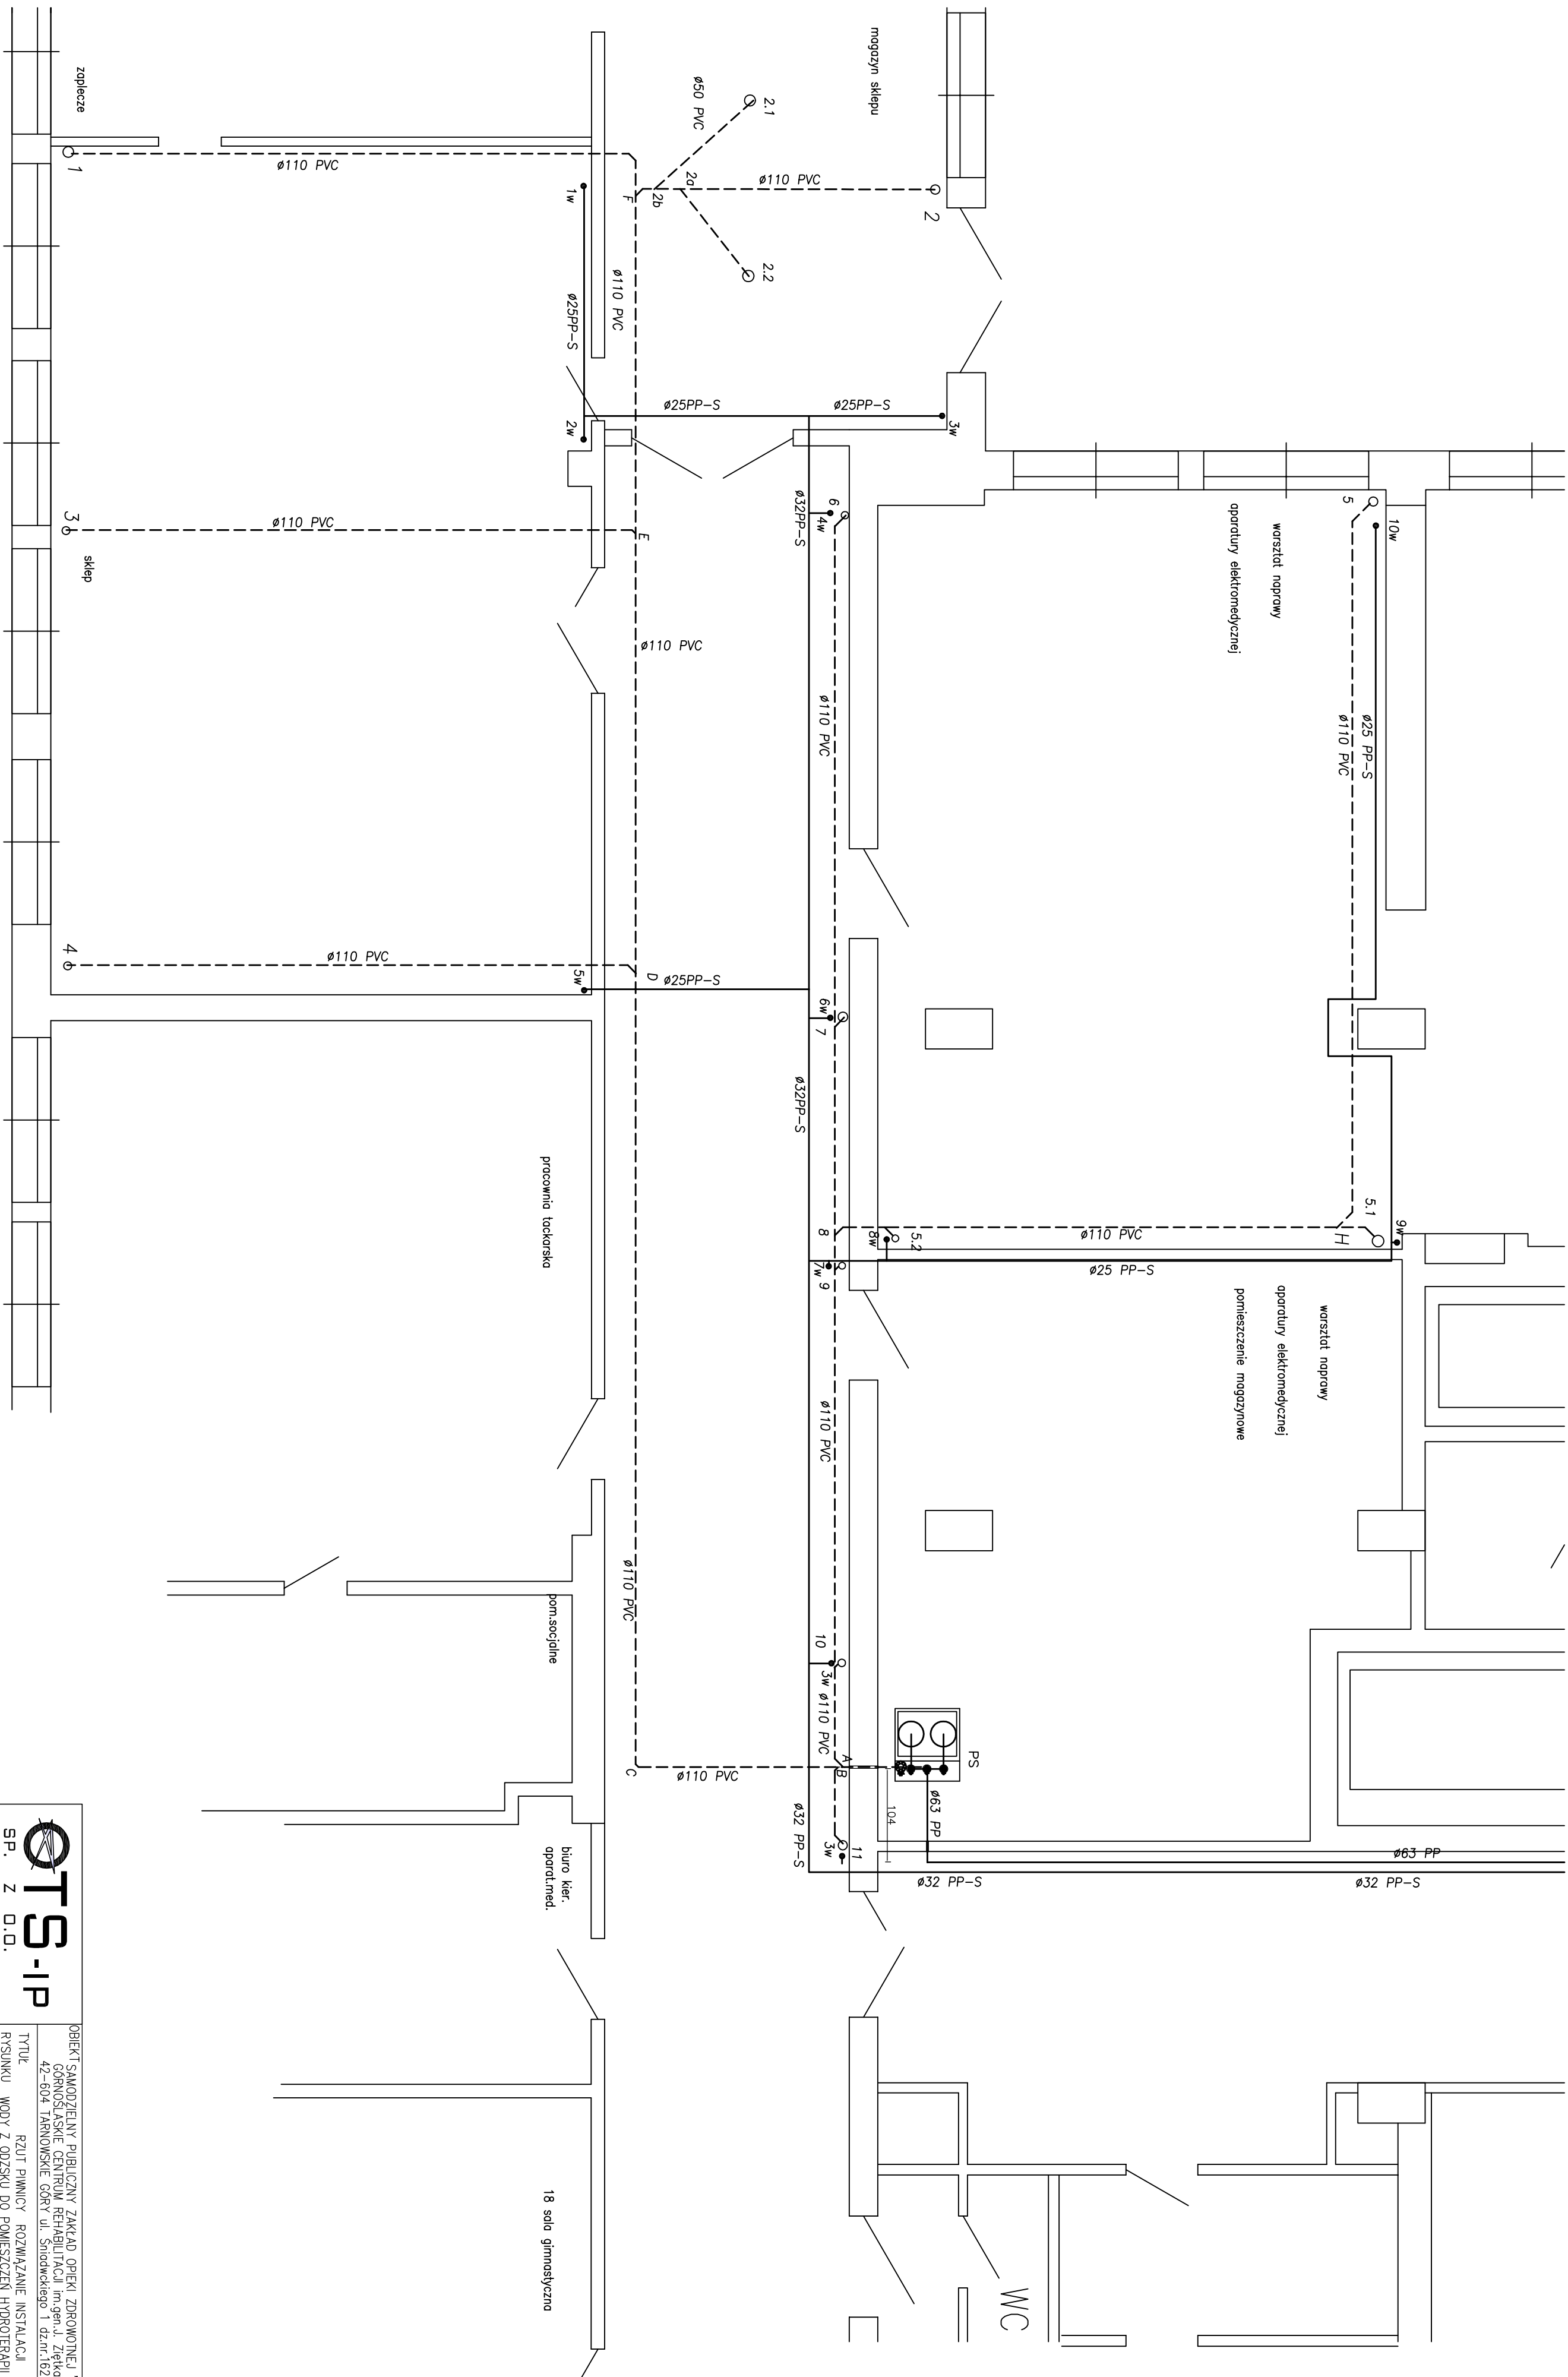 zaplecze
1
ø110 PVC
magazyn sklepu
ø50 PVC
2.1
2a
2b
F
ø110 PVC
2
2.2
1w
ø110 PVC
ø25PP-S
2w
ø25PP-S
ø25PP-S
3w
3
ø110 PVC
sklep
E
ø110 PVC
ø32PP-S
6
4w
ø110 PVC
warsztat naprawy
aparatury elektromedycznej
5
10w
ø25 PP-S
ø110 PVC
4
ø110 PVC
5w
D
ø25PP-S
6w
7
ø32PP-S
pracownia tockarska
8
8w
5.2
ø110 PVC
H
5.1
9w
7w
9
ø25 PP-S
warsztat naprawy
aparatury elektromedycznej
pomieszczenie magazynowe
ø110 PVC
ø110 PVC
pom.socjalne
10
3w
ø110 PVC
PS
A
B
C
ø110 PVC
104
ø63 PP
ø32 PP-S
11
3w
ø32 PP-S
ø63 PP
ø32 PP-S
biuro kier.
aparat.med.
18 sala gimnastyczna
WC
TS-IP
SP. Z O.O.
OBIEKT SAMODZIELNY PUBLICZNY ZAKŁAD OPIEKI ZDROWOTNEJ
GÓRNOŚLĄSKIE CENTRUM REHABILITACJI im.gen.J. Ziętka
42-604 TARNOWSKIE GÓRY ul. Śniadwckiego 1 dz.nr.162
TYTUŁ RZUT PIWNICY ROZWIĄZANIE INSTALACJI
RYSUNKU WODY Z ODZSKU DO POMIESZCZEŃ HYDROTERAPII